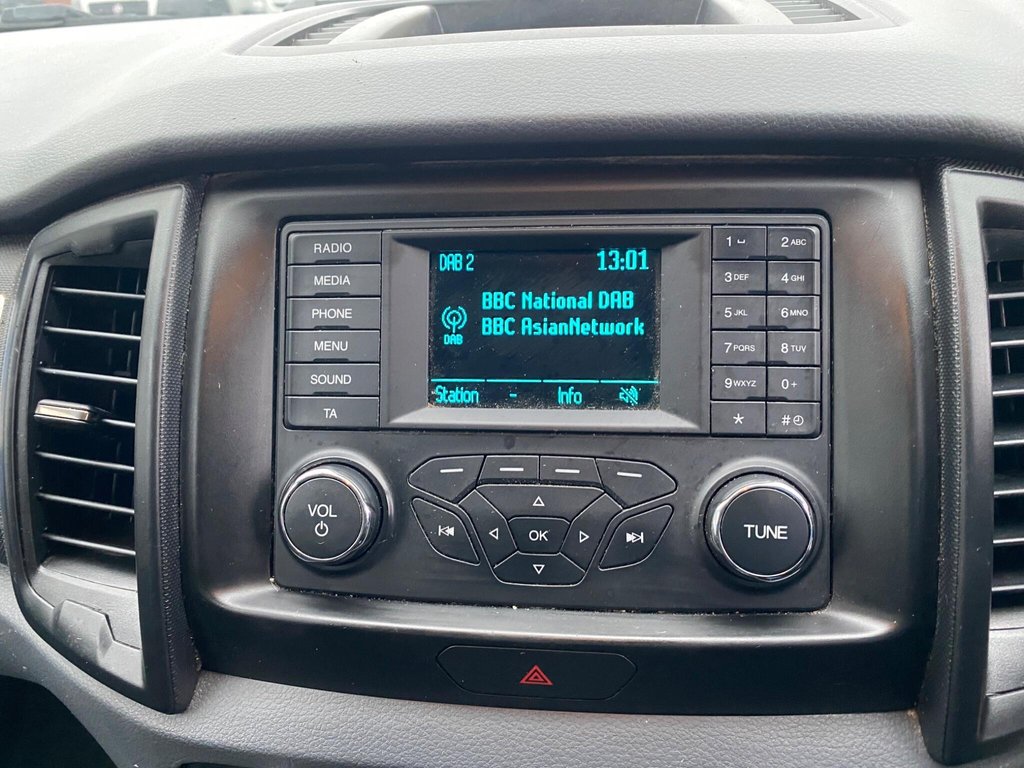 RADIO
MEDIA
PHONE
MENU
SOUND
TA
DAB 2 13:01
BBC National DAB
DAB BBC AsianNetwork
Station - Info
1 ␣ 2 ABC
3 DEF 4 GHI
5 JKL 6 MNO
7 PQRS 8 TUV
9 WXYZ 0 +
* #
VOL
OK
TUNE